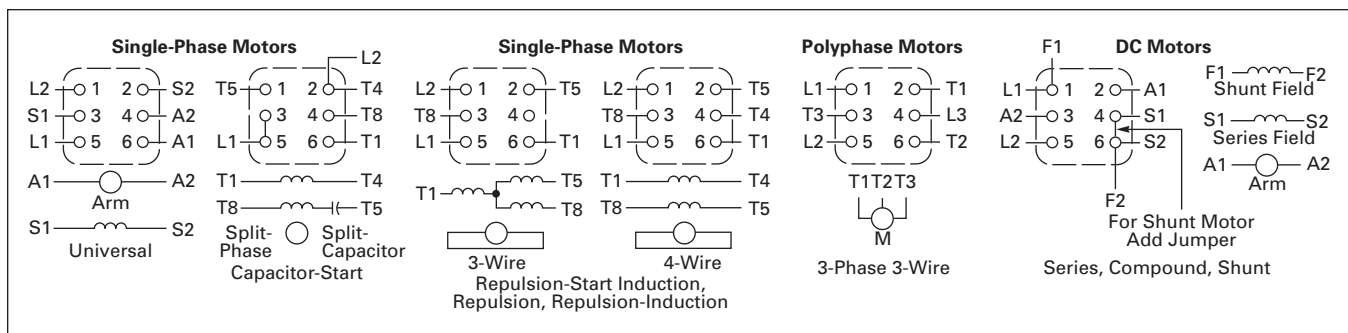 Single-Phase Motors
L2 1 2 S2
S1 3 4 A2
L1 5 6 A1
A1 A2
Arm
S1 S2
Universal
L2
T5 1 2 T4
3 4 T8
L1 5 6 T1
T1 T4
T8 T5
Split-Phase
Split-Capacitor
Capacitor-Start
Single-Phase Motors
L2 1 2 T5
T8 3 4
L1 5 6 T1
T5
T1
T8
3-Wire
L2 1 2 T5
T8 3 4 T4
L1 5 6 T1
T1 T4
T8 T5
4-Wire
Repulsion-Start Induction,
Repulsion, Repulsion-Induction
Polyphase Motors
L1 1 2 T1
T3 3 4 L3
L2 5 6 T2
T1 T2 T3
M
3-Phase 3-Wire
DC Motors
F1
L1 1 2 A1
A2 3 4 S1
L2 5 6 S2
F2
For Shunt Motor
Add Jumper
F1 F2
Shunt Field
S1 S2
Series Field
A1 A2
Arm
Series, Compound, Shunt